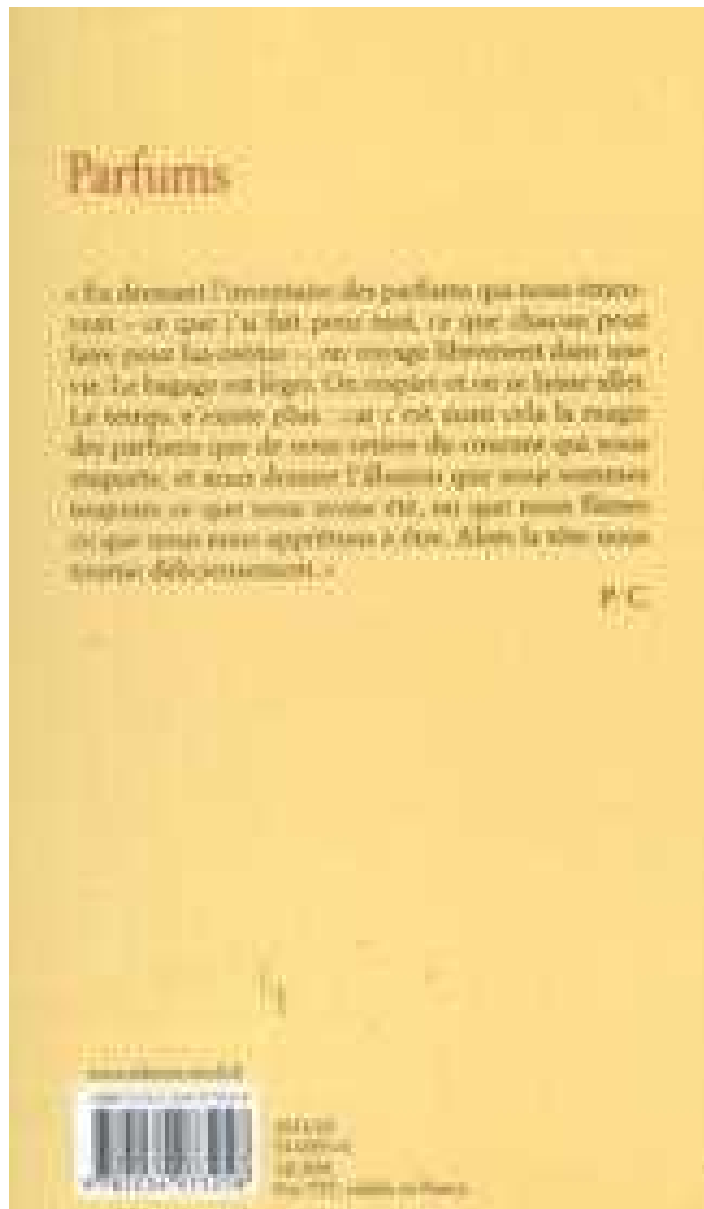 Parfums
« En dressant l'inventaire des parfums qui nous émeu-
vent – ce que j'ai fait pour moi, ce que chacun peut
faire pour lui-même –, on voyage librement dans une
vie. Le bagage est léger. On respire et on se laisse aller.
Le temps n'existe plus : car c'est aussi cela la magie
des parfums que de nous retirer du courant qui nous
emporte, et nous donner l'illusion que nous sommes
toujours ce que nous avons été, ou que nous fûmes
ce que nous nous apprêtons à être. Alors la tête nous
tourne délicieusement. »
P. C.